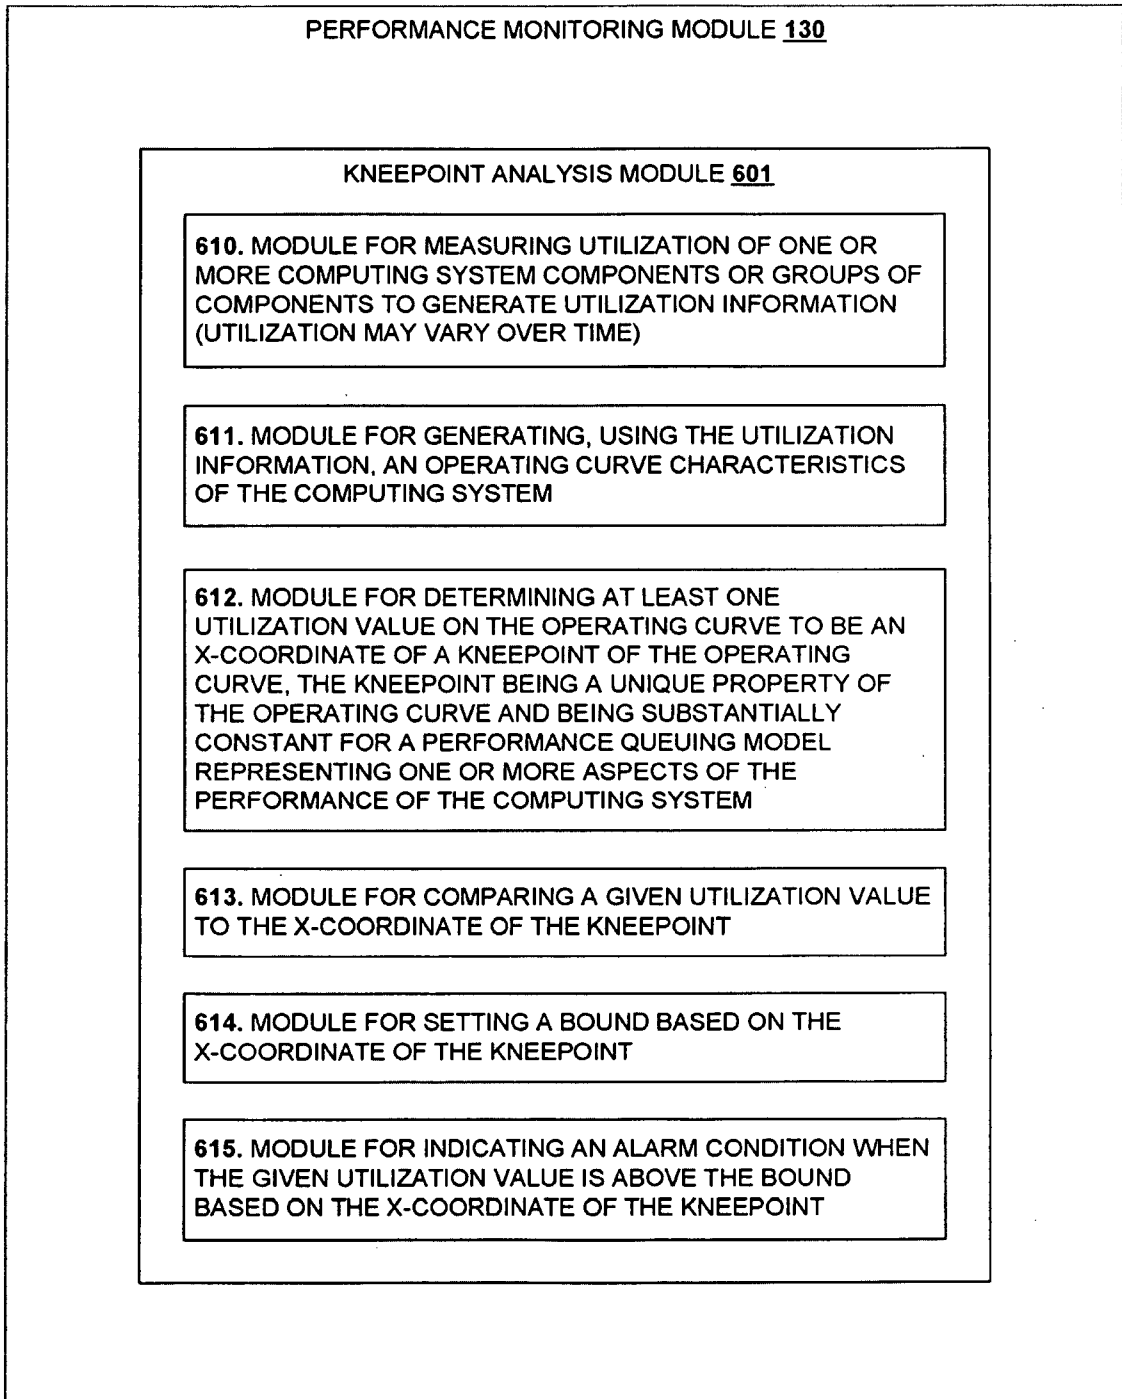 PERFORMANCE MONITORING MODULE 130
KNEEPOINT ANALYSIS MODULE 601
610. MODULE FOR MEASURING UTILIZATION OF ONE OR
MORE COMPUTING SYSTEM COMPONENTS OR GROUPS OF
COMPONENTS TO GENERATE UTILIZATION INFORMATION
(UTILIZATION MAY VARY OVER TIME)
611. MODULE FOR GENERATING, USING THE UTILIZATION
INFORMATION, AN OPERATING CURVE CHARACTERISTICS
OF THE COMPUTING SYSTEM
612. MODULE FOR DETERMINING AT LEAST ONE
UTILIZATION VALUE ON THE OPERATING CURVE TO BE AN
X-COORDINATE OF A KNEEPOINT OF THE OPERATING
CURVE, THE KNEEPOINT BEING A UNIQUE PROPERTY OF
THE OPERATING CURVE AND BEING SUBSTANTIALLY
CONSTANT FOR A PERFORMANCE QUEUING MODEL
REPRESENTING ONE OR MORE ASPECTS OF THE
PERFORMANCE OF THE COMPUTING SYSTEM
613. MODULE FOR COMPARING A GIVEN UTILIZATION VALUE
TO THE X-COORDINATE OF THE KNEEPOINT
614. MODULE FOR SETTING A BOUND BASED ON THE
X-COORDINATE OF THE KNEEPOINT
615. MODULE FOR INDICATING AN ALARM CONDITION WHEN
THE GIVEN UTILIZATION VALUE IS ABOVE THE BOUND
BASED ON THE X-COORDINATE OF THE KNEEPOINT